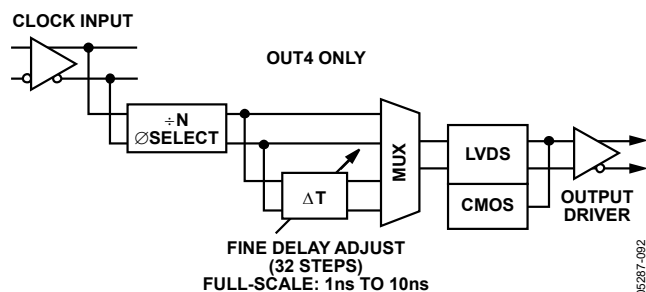 CLOCK INPUT
OUT4 ONLY
÷N
∅SELECT
MUX
LVDS
CMOS
ΔT
OUTPUT
DRIVER
FINE DELAY ADJUST
(32 STEPS)
FULL-SCALE: 1ns TO 10ns
05287-092